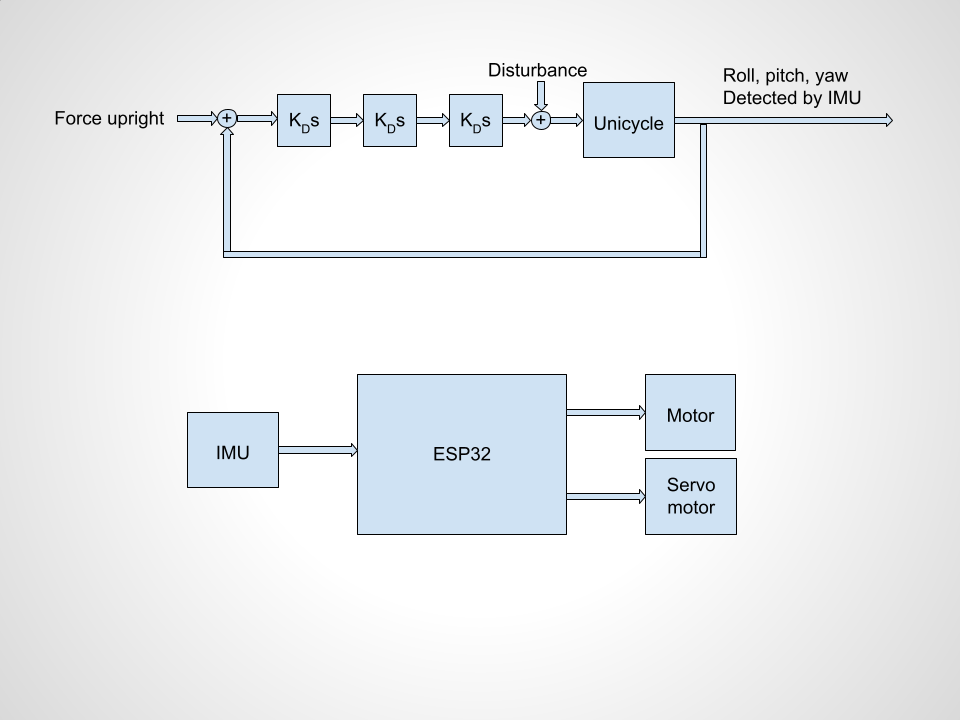 Disturbance
Roll, pitch, yaw
Detected by IMU
Force upright
+
K_D s
K_D s
K_D s
+
Unicycle
IMU
ESP32
Motor
Servo
motor